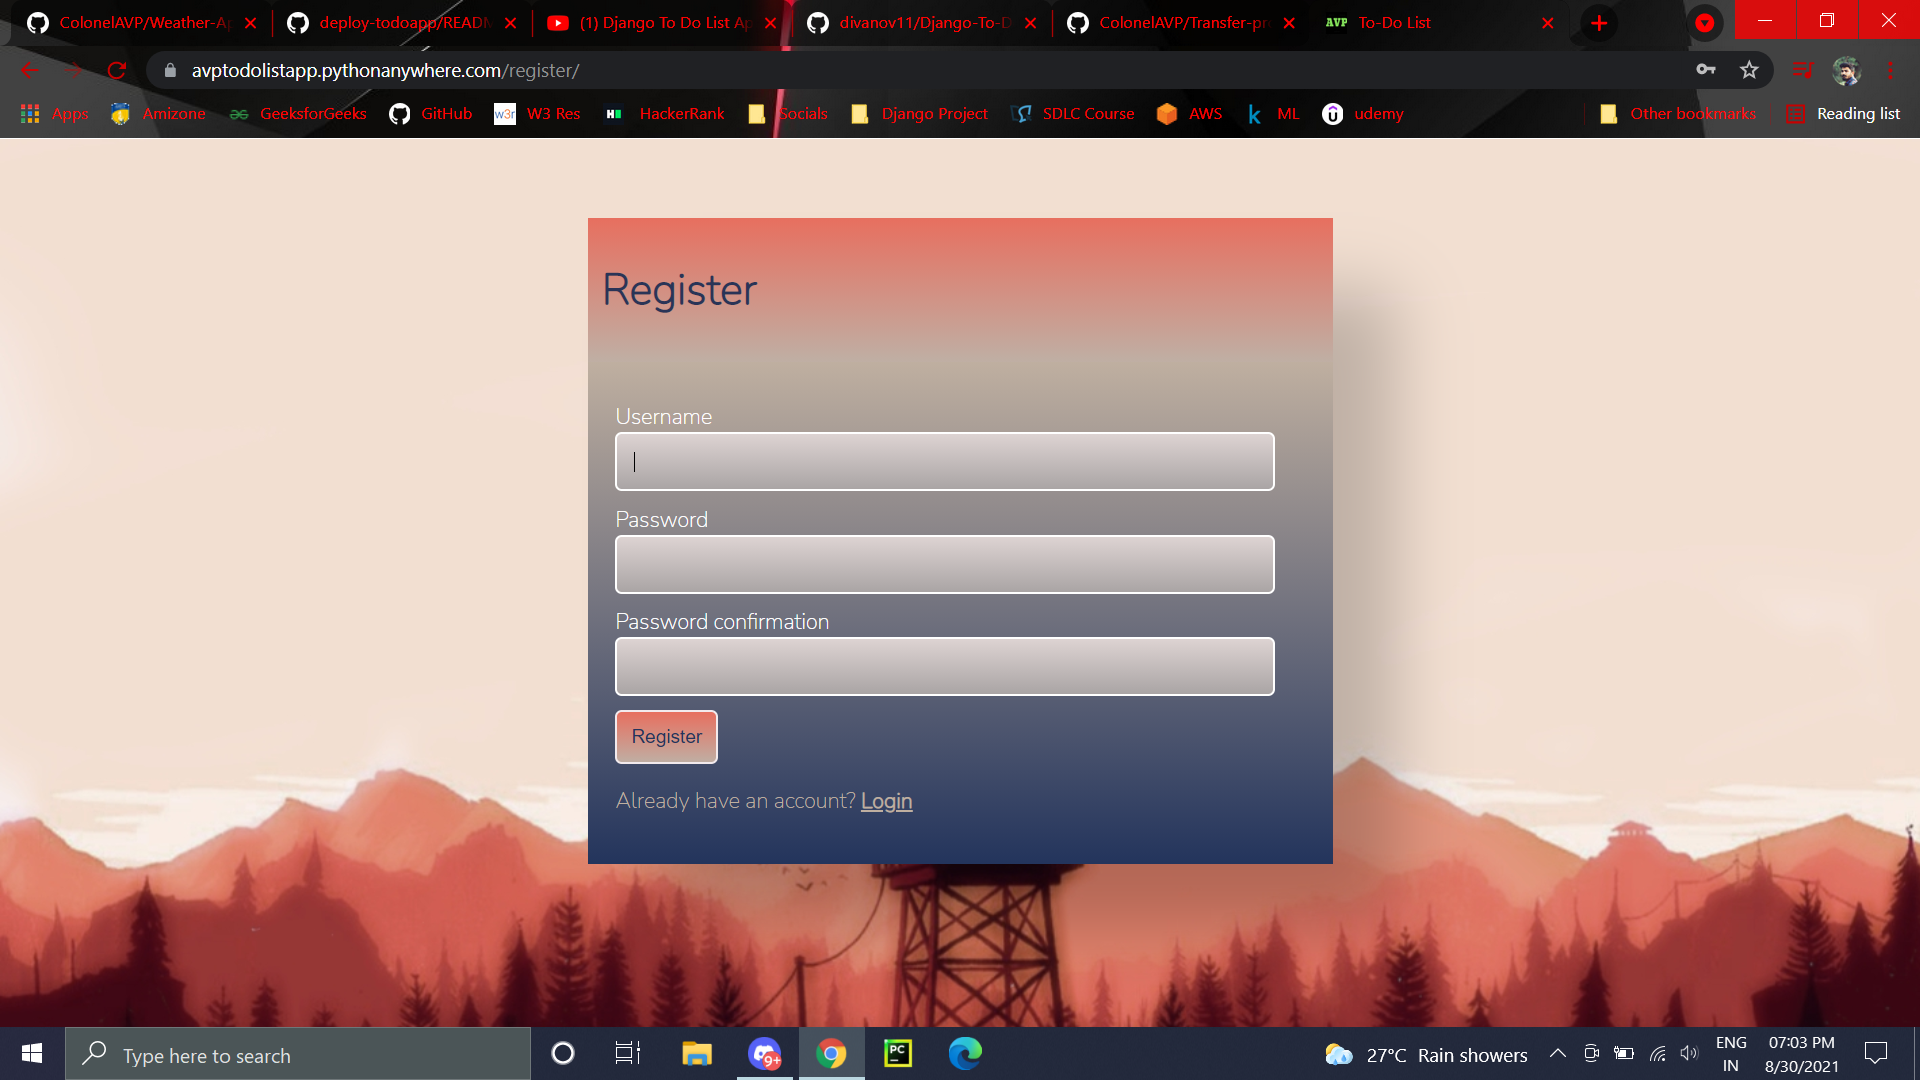 ColonelAVP/Weather-Ap
deploy-todoapp/READM
(1) Django To Do List Ap
divanov11/Django-To-D
ColonelAVP/Transfer-pr
AVP To-Do List
avptodolistapp.pythonanywhere.com/register/
Apps
Amizone
GeeksforGeeks
GitHub
w3r W3 Res
H HackerRank
Socials
Django Project
SDLC Course
AWS
k ML
udemy
Other bookmarks
Reading list
Register
Username
Password
Password confirmation
Register
Already have an account? Login
Type here to search
9+
PC
27°C Rain showers
ENG
IN
07:03 PM
8/30/2021